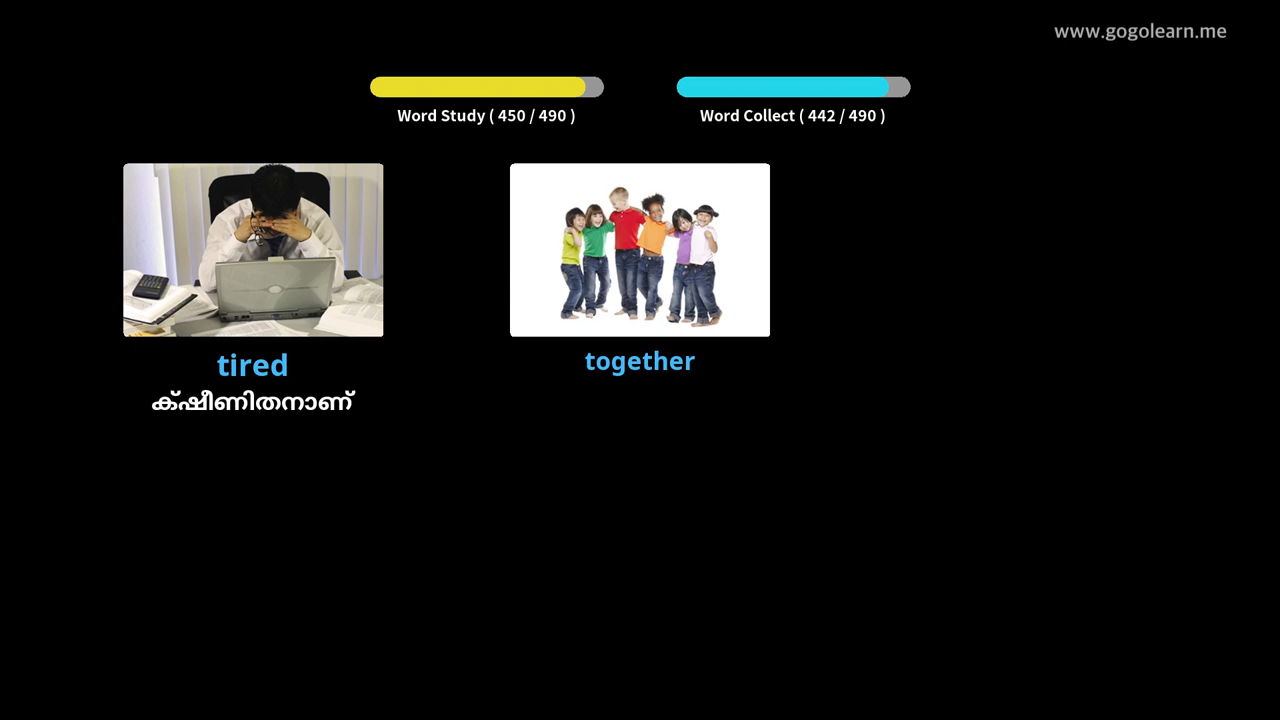 www.gogolearn.me
Word Study ( 450 / 490 )
Word Collect ( 442 / 490 )
tired
ക്ഷീണിതനാണ്
together